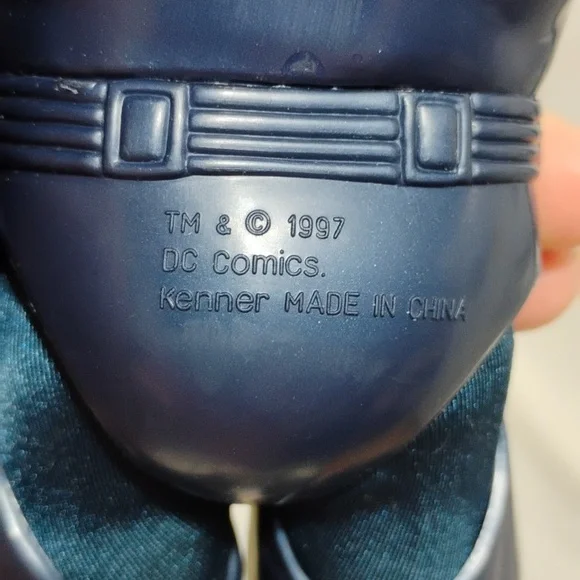 TM & © 1997
DC Comics.
Kenner MADE IN CHINA